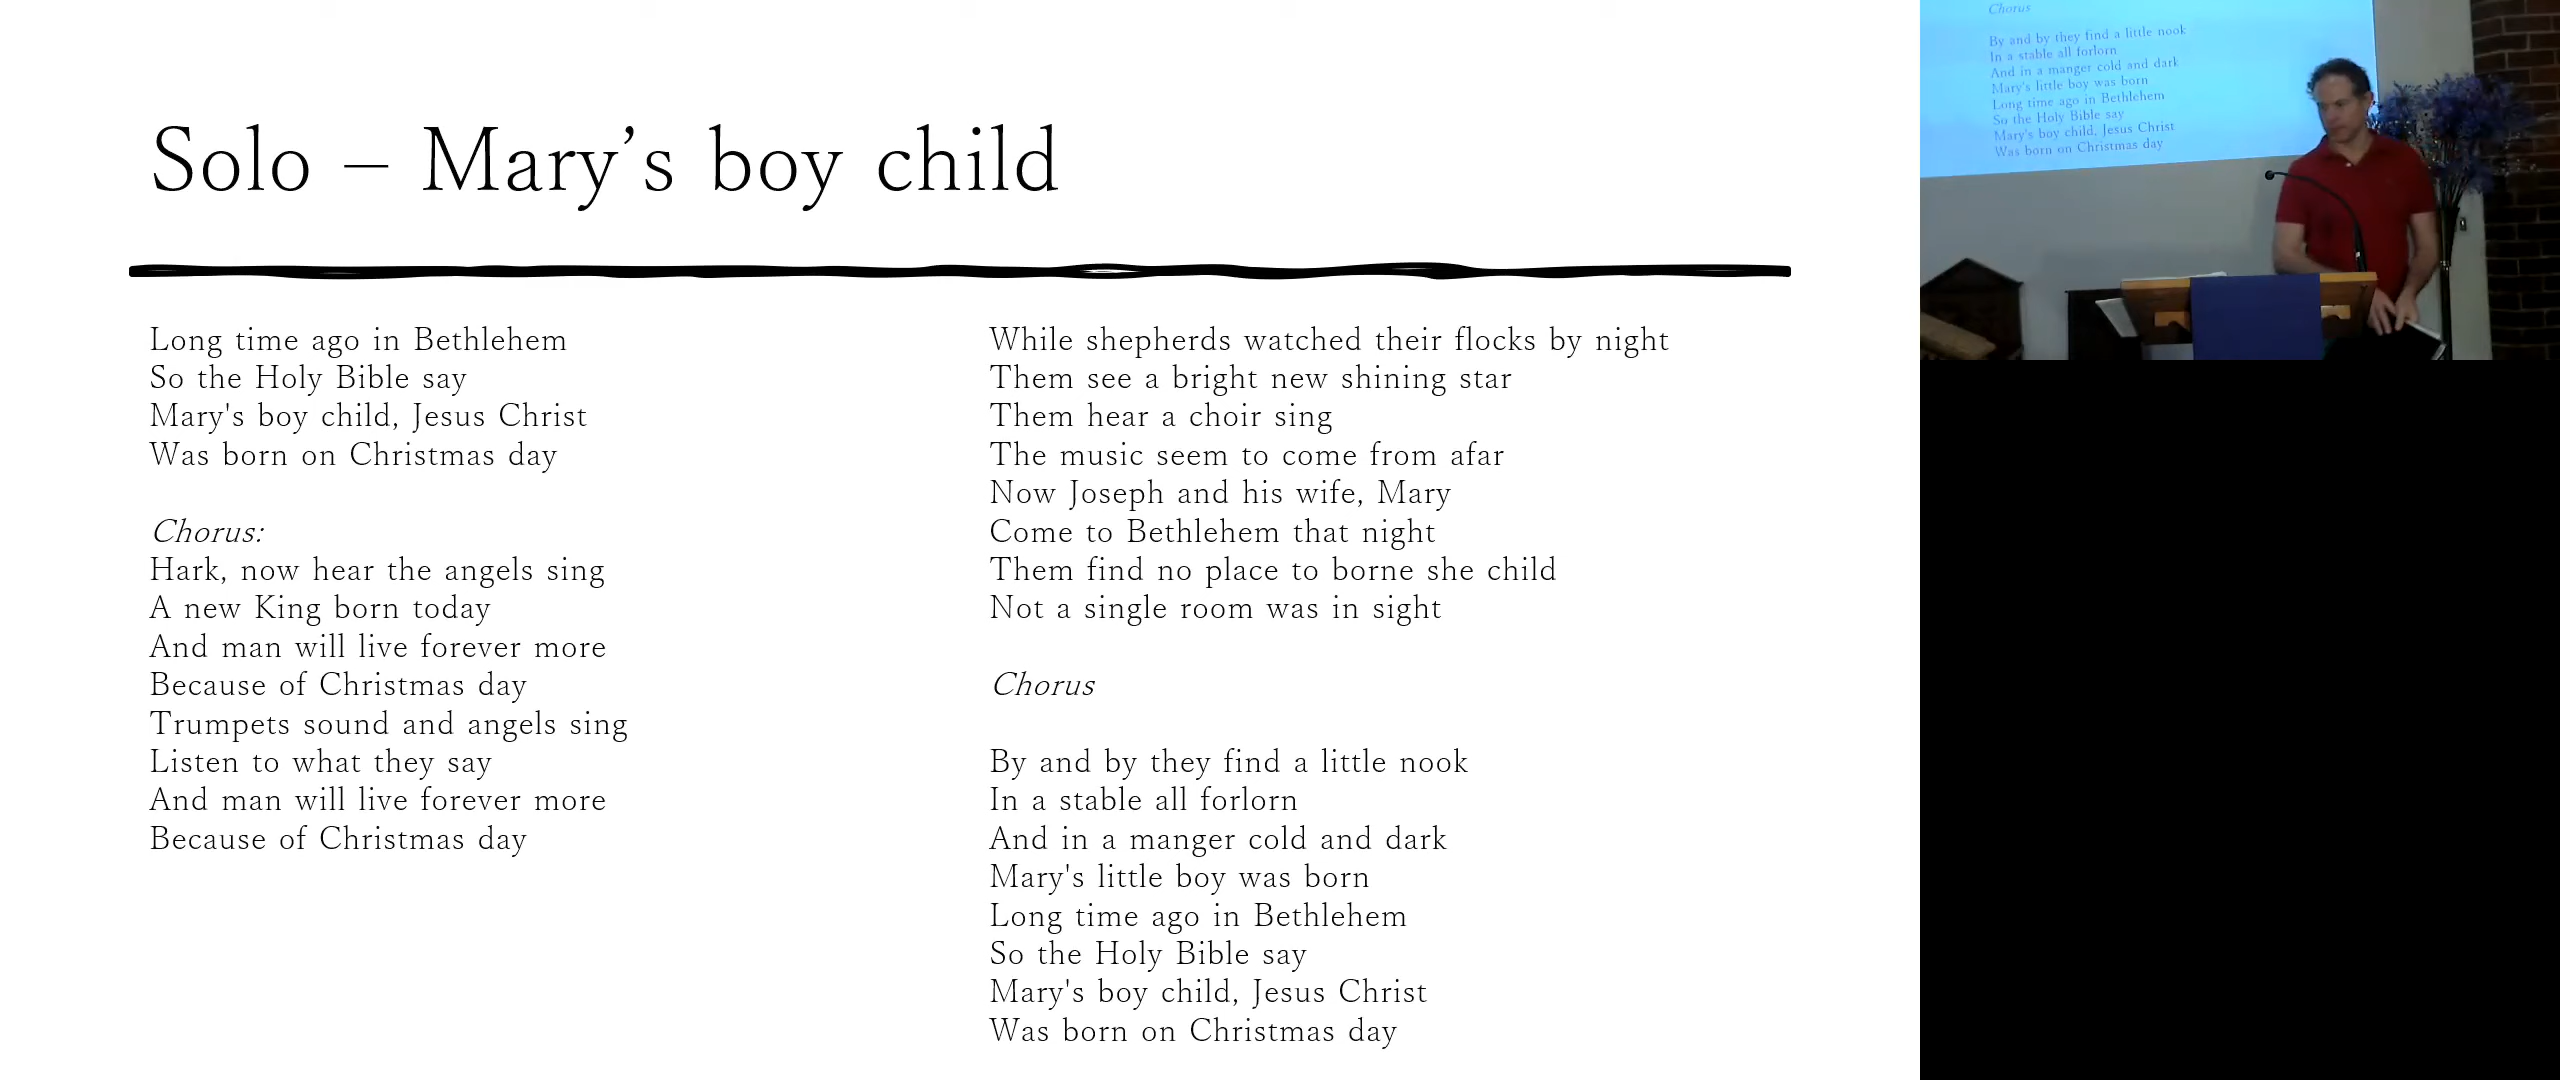 Solo – Mary’s boy child
Long time ago in Bethlehem
So the Holy Bible say
Mary's boy child, Jesus Christ
Was born on Christmas day
Chorus:
Hark, now hear the angels sing
A new King born today
And man will live forever more
Because of Christmas day
Trumpets sound and angels sing
Listen to what they say
And man will live forever more
Because of Christmas day
While shepherds watched their flocks by night
Them see a bright new shining star
Them hear a choir sing
The music seem to come from afar
Now Joseph and his wife, Mary
Come to Bethlehem that night
Them find no place to borne she child
Not a single room was in sight
Chorus
By and by they find a little nook
In a stable all forlorn
And in a manger cold and dark
Mary's little boy was born
Long time ago in Bethlehem
So the Holy Bible say
Mary's boy child, Jesus Christ
Was born on Christmas day
Chorus
By and by they find a little nook
In a stable all forlorn
And in a manger cold and dark
Mary's little boy was born
Long time ago in Bethlehem
So the Holy Bible say
Mary's boy child, Jesus Christ
Was born on Christmas day